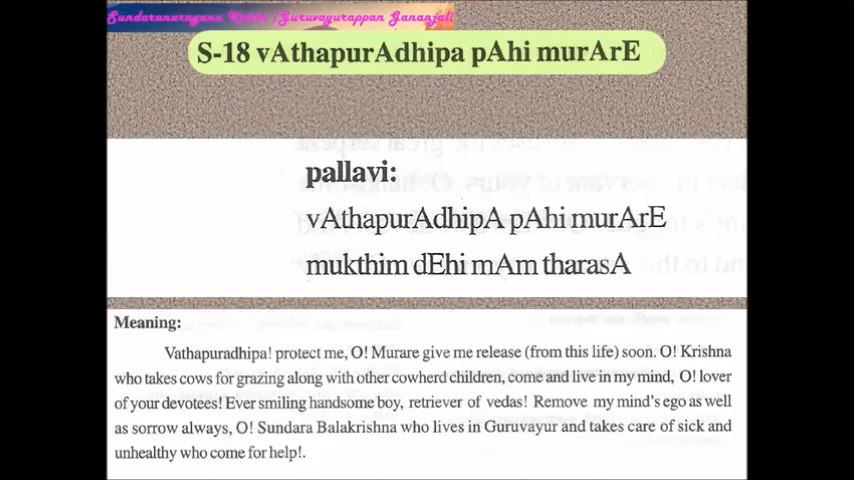 Sundaranarayana Krithi /Guruvayurappan Gananjali
S-18 vAthapurAdhipa pAhi murArE
pallavi:
vAthapurAdhipA pAhi murArE
mukthim dEhi mAm tharasA
Meaning:
Vathapuradhipa! protect me, O! Murare give me release (from this life) soon. O! Krishna
who takes cows for grazing along with other cowherd children, come and live in my mind, O! lover
of your devotees! Ever smiling handsome boy, retriever of vedas! Remove my mind's ego as well
as sorrow always, O! Sundara Balakrishna who lives in Guruvayur and takes care of sick and
unhealthy who come for help!.